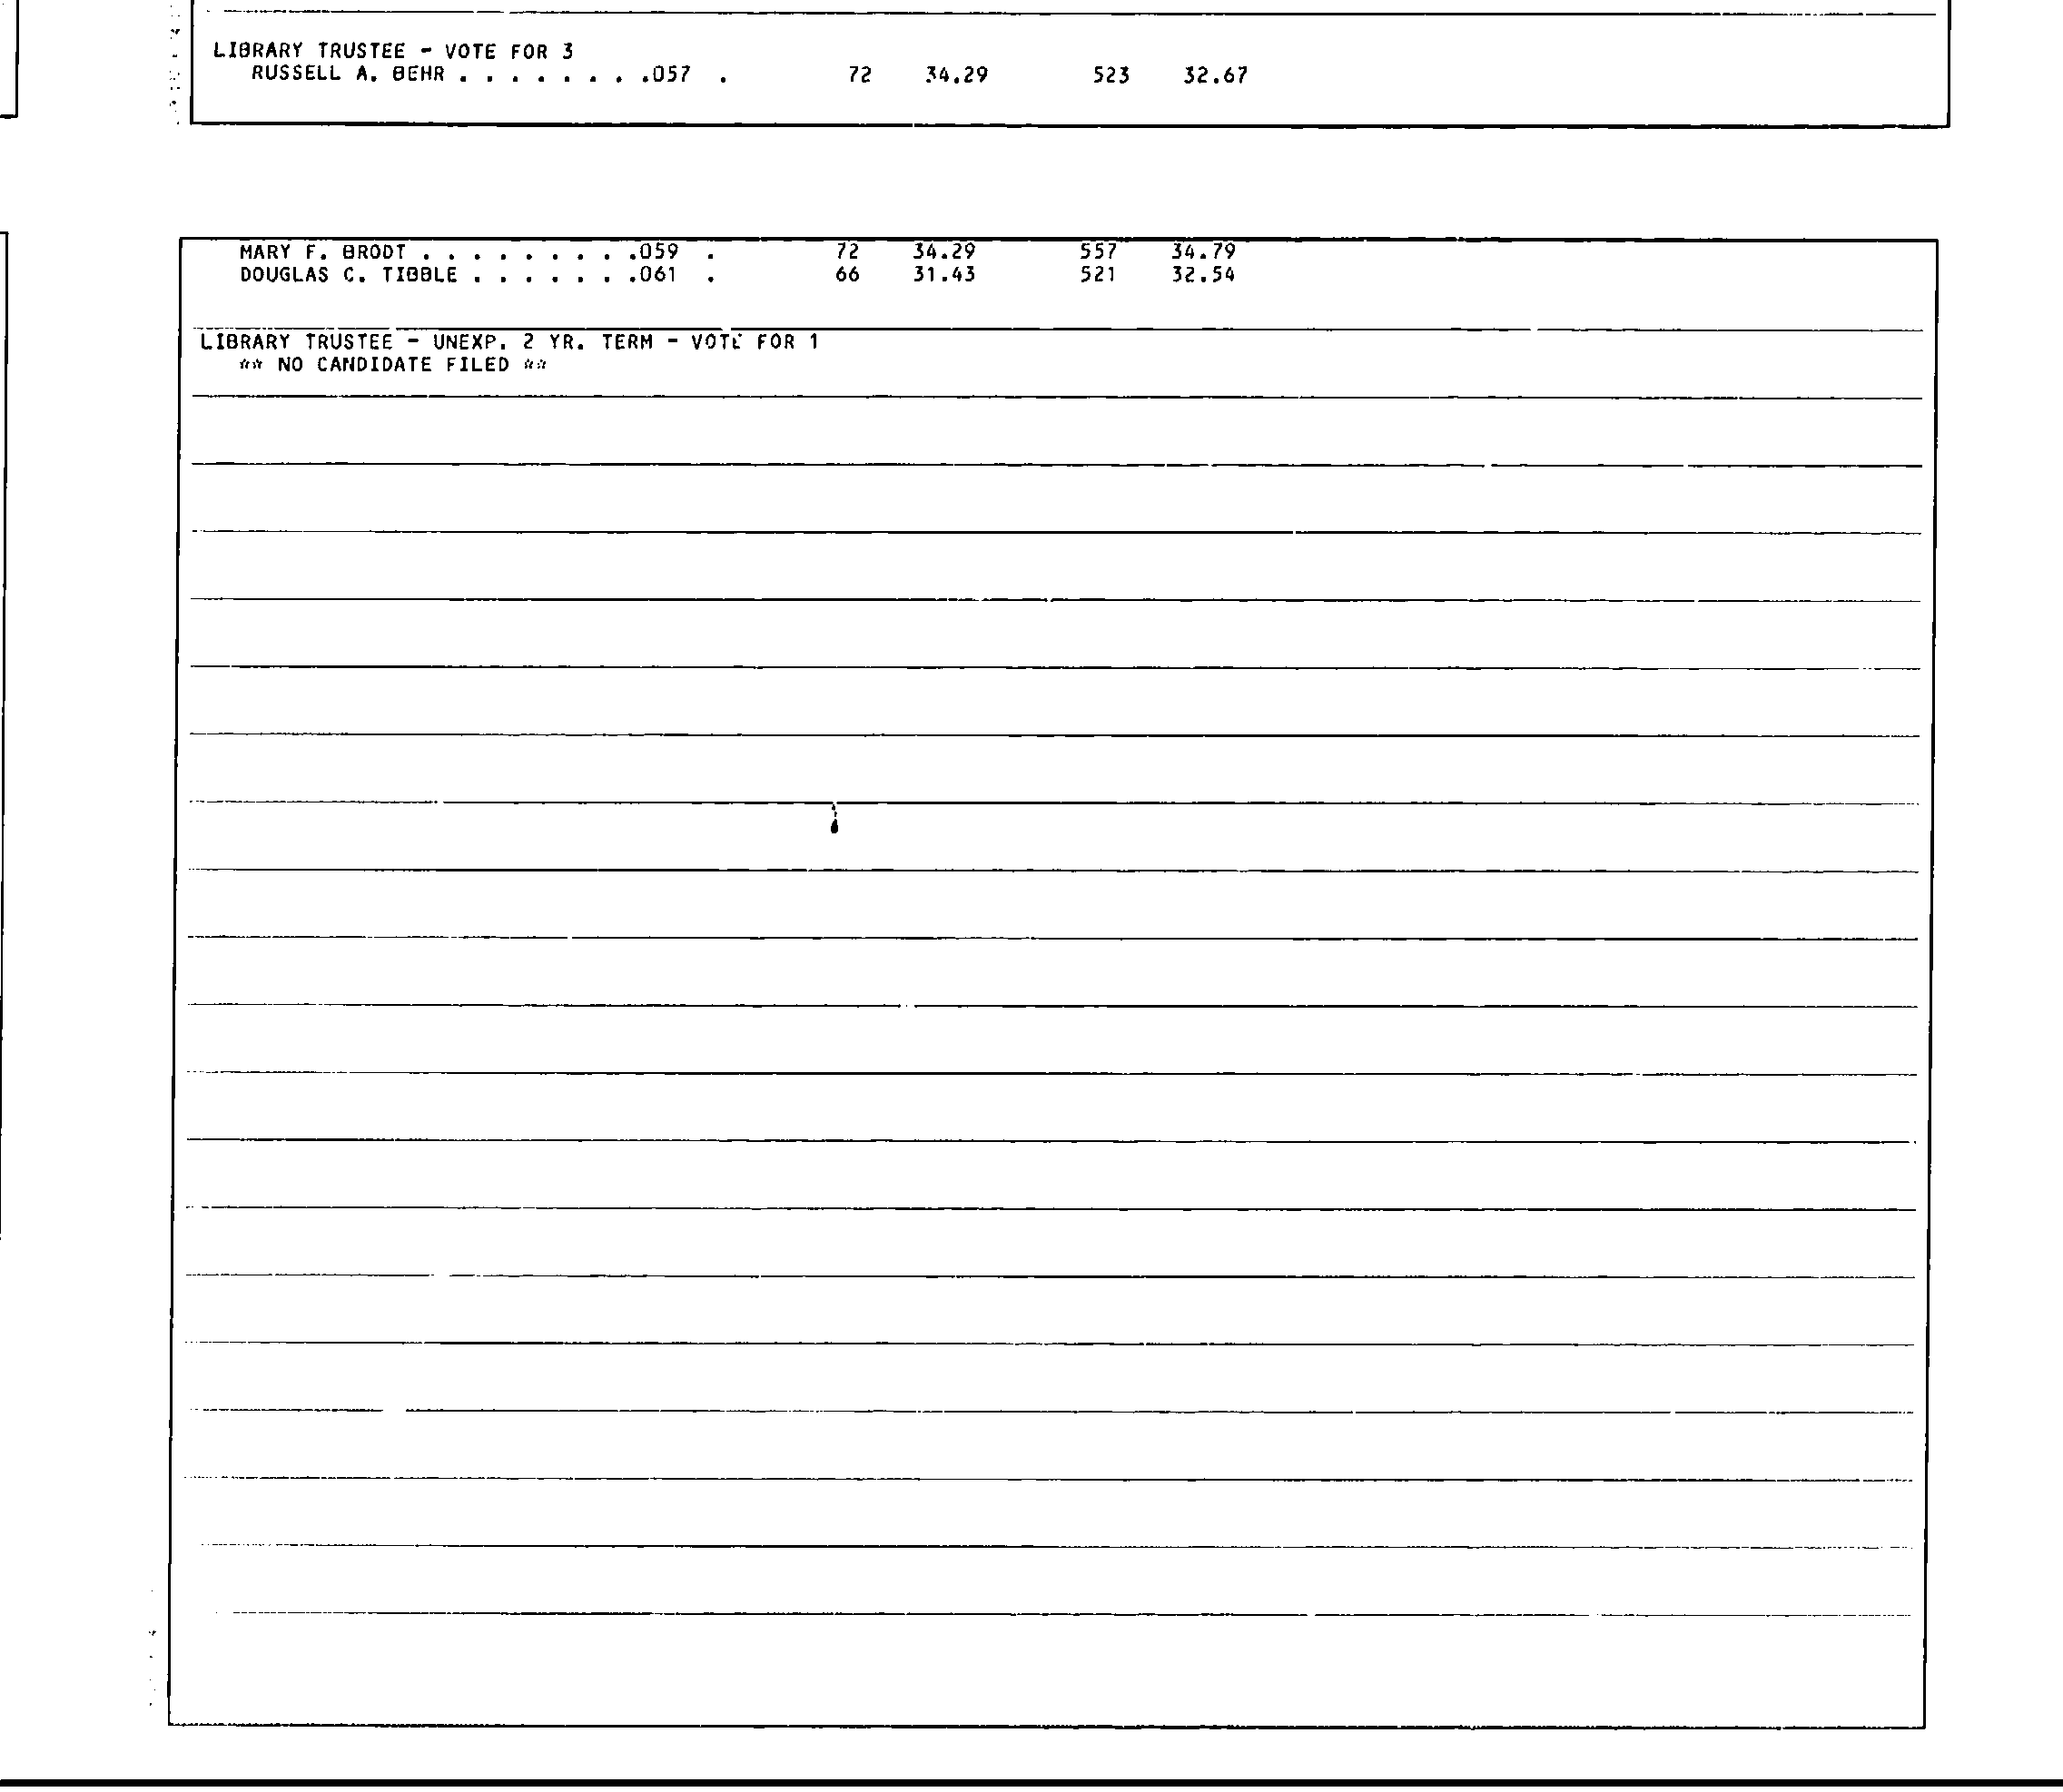 LIBRARY TRUSTEE - VOTE FOR 3
RUSSELL A. BEHR . . . . . . . .057 . 72 34.29 523 32.67
MARY F. BRODT . . . . . . . . .059 . 72 34.29 557 34.79
DOUGLAS C. TIBBLE . . . . . . .061 . 66 31.43 521 32.54
LIBRARY TRUSTEE - UNEXP. 2 YR. TERM - VOTE FOR 1
** NO CANDIDATE FILED **